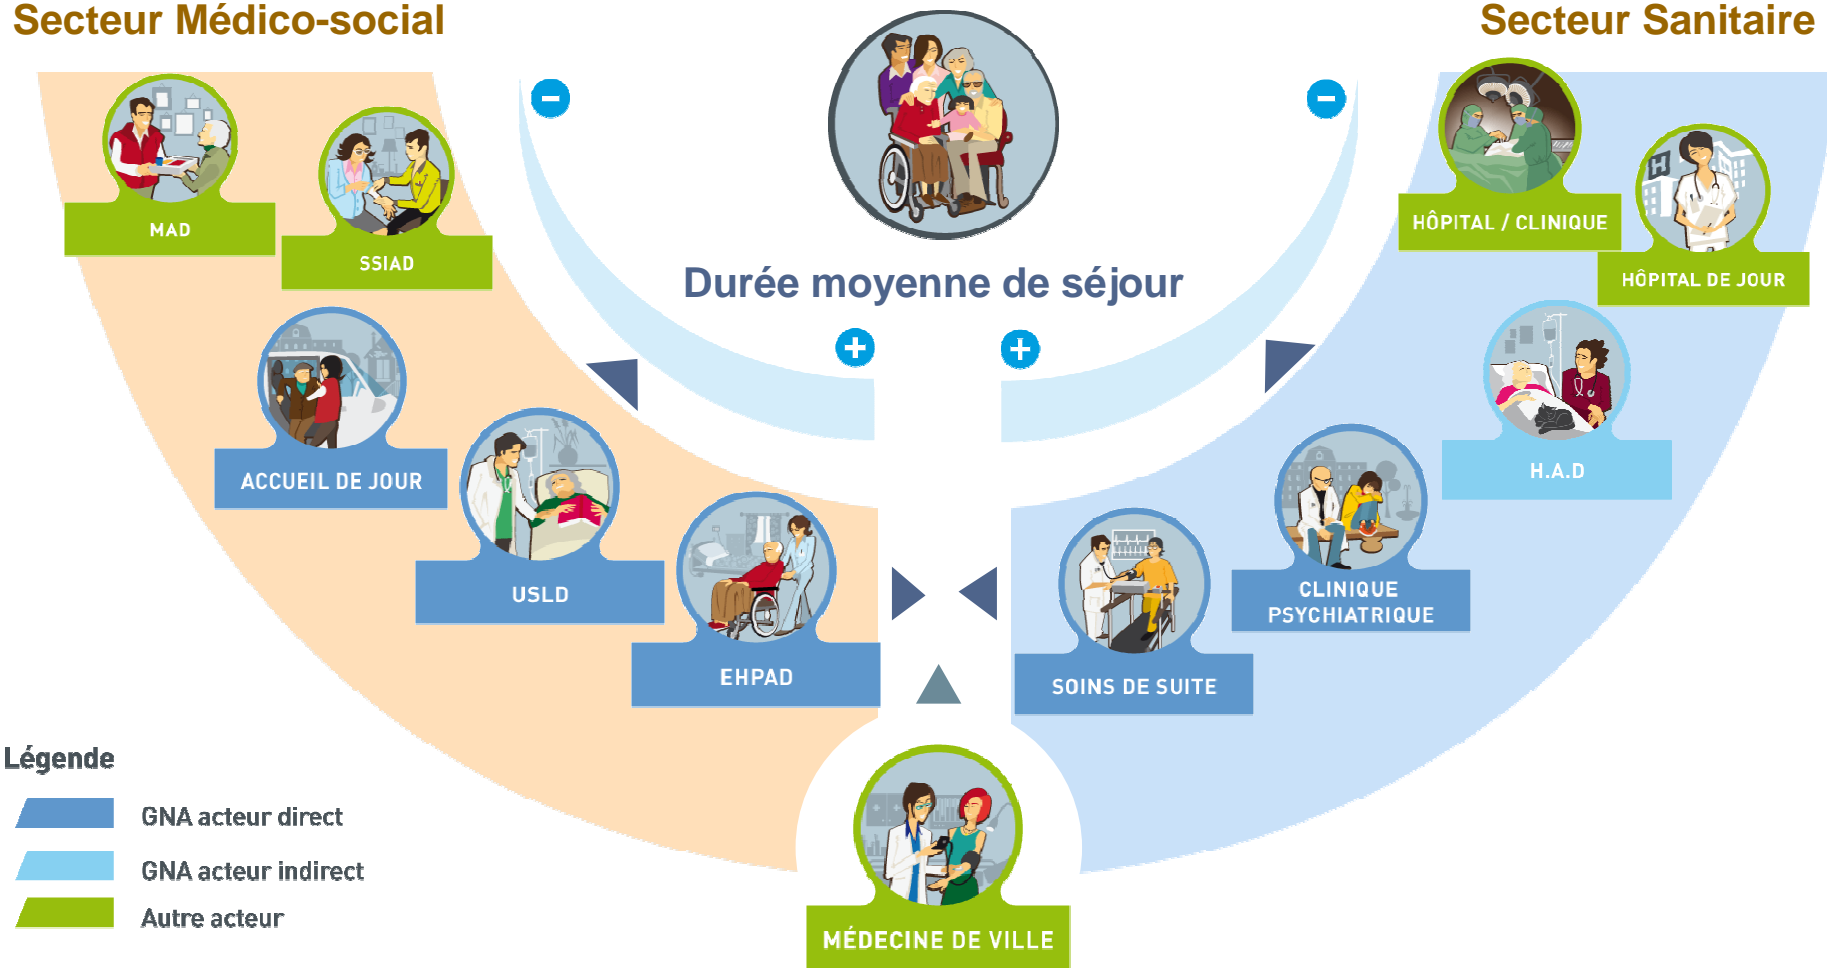 Secteur Médico-social
Secteur Sanitaire
MAD
SSIAD
HÔPITAL / CLINIQUE
HÔPITAL DE JOUR
-
-
Durée moyenne de séjour
+
+
ACCUEIL DE JOUR
USLD
EHPAD
H.A.D
CLINIQUE
PSYCHIATRIQUE
SOINS DE SUITE
MÉDECINE DE VILLE
Légende
GNA acteur direct
GNA acteur indirect
Autre acteur
H